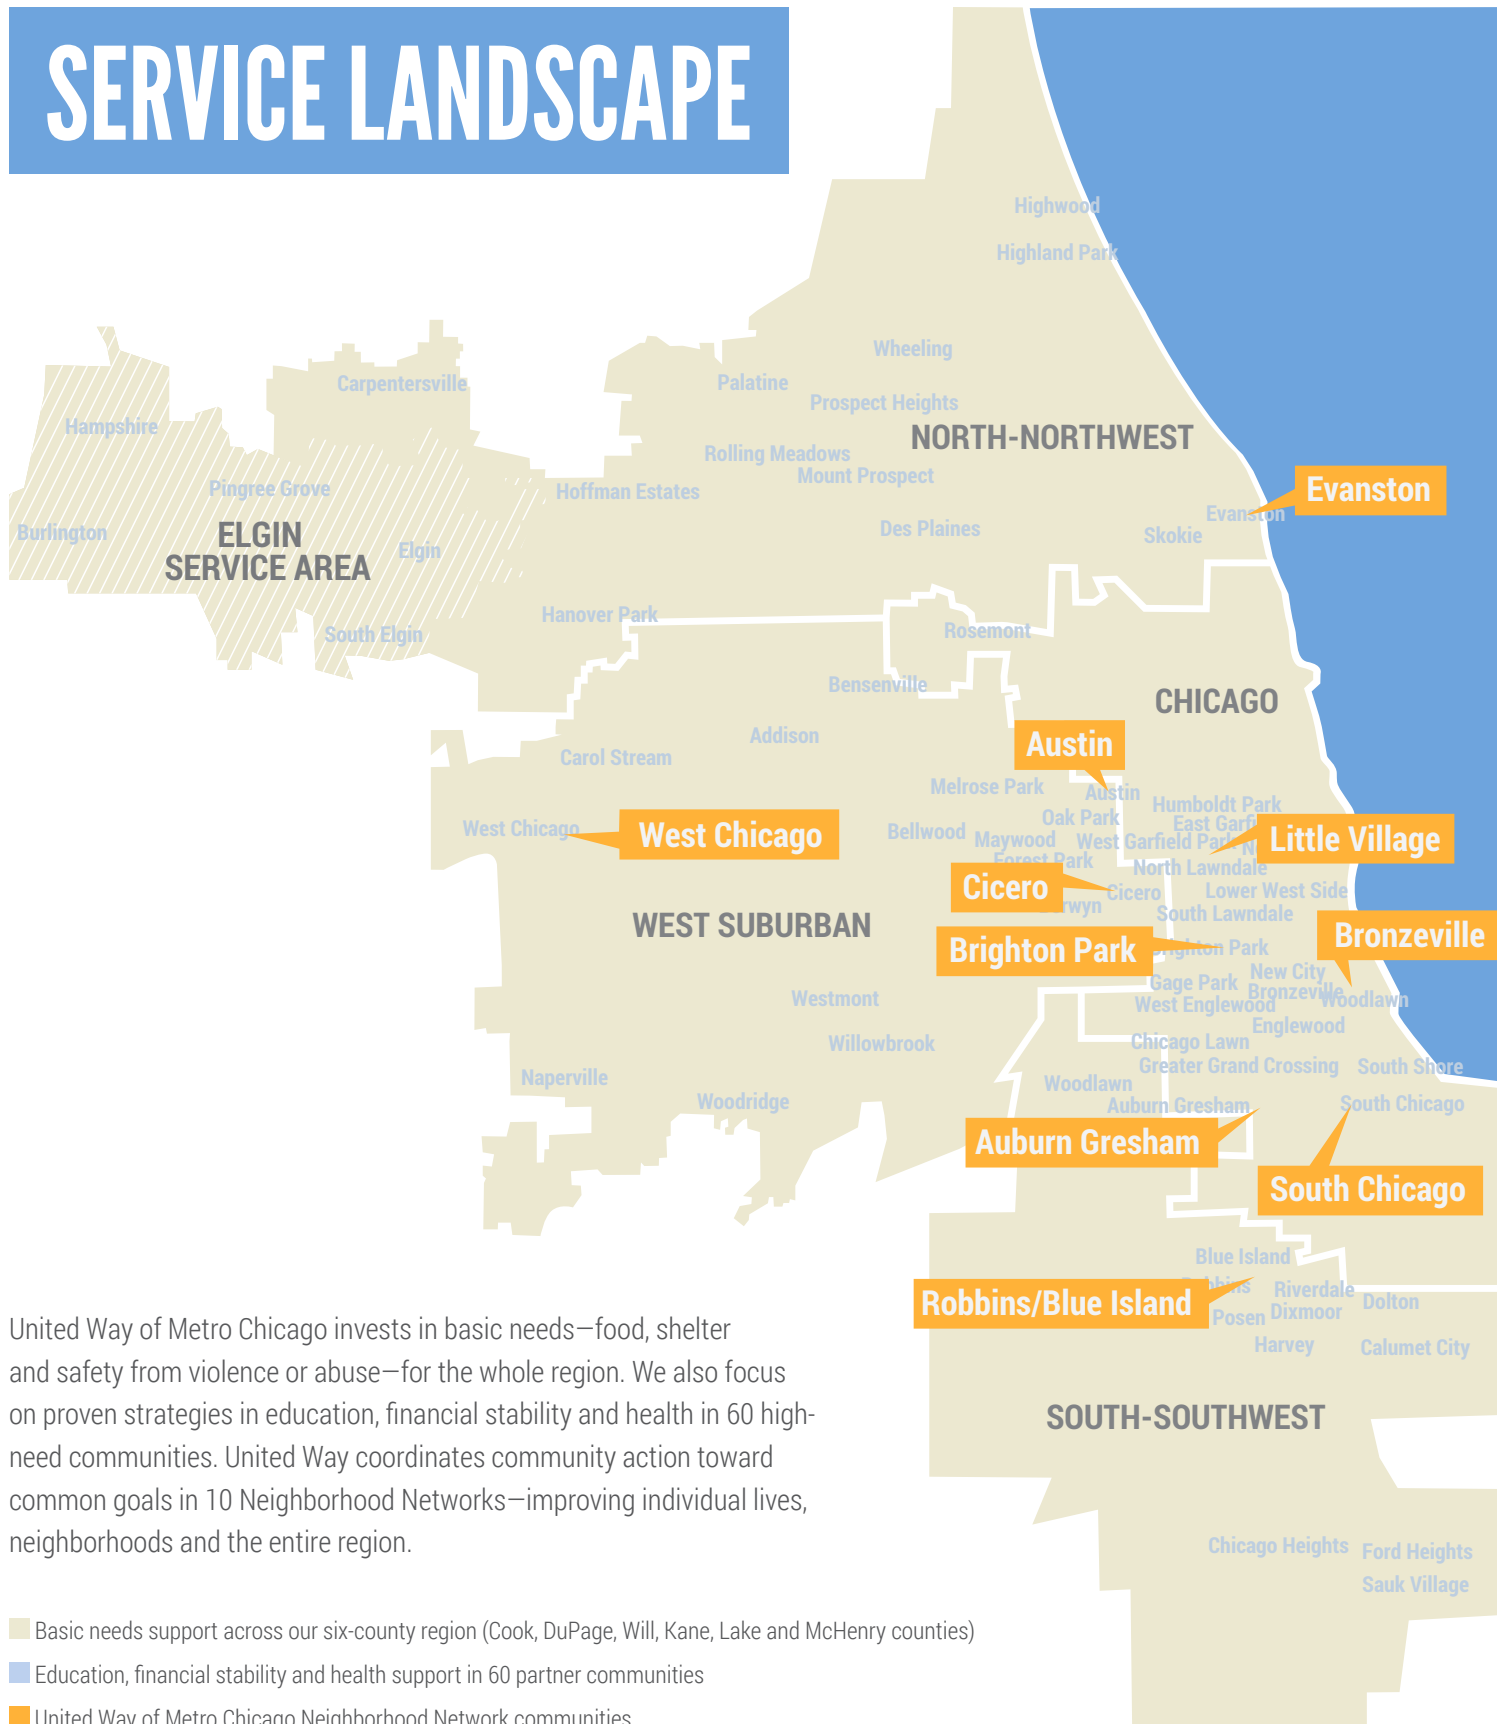 SERVICE LANDSCAPE
Highwood
Highland Park
Wheeling
Palatine
Prospect Heights
NORTH-NORTHWEST
Rolling Meadows
Mount Prospect
Carpentersville
Hampshire
Pingree Grove
Hoffman Estates
Evanston
Evanston
Des Plaines
Skokie
Burlington
ELGIN
SERVICE AREA
Elgin
Hanover Park
South Elgin
Rosemont
Bensenville
CHICAGO
Addison
Austin
Carol Stream
Melrose Park
Austin
Humboldt Park
Oak Park
East Garf
West Chicago
West Chicago
Bellwood
Maywood
West Garfield Park
Little Village
Forest Park
North Lawndale
Cicero
Cicero
Lower West Side
South Lawndale
WEST SUBURBAN
Brighton Park
Brighton Park
Bronzeville
New City
Gage Park
Bronzeville
Woodlawn
Westmont
West Englewood
Englewood
Willowbrook
Chicago Lawn
Greater Grand Crossing
South Shore
Naperville
Woodlawn
Woodridge
Auburn Gresham
South Chicago
Auburn Gresham
South Chicago
Blue Island
Riverdale
Robbins/Blue Island
Dolton
Posen
Dixmoor
Harvey
Calumet City
SOUTH-SOUTHWEST
Chicago Heights
Ford Heights
Sauk Village
United Way of Metro Chicago invests in basic needs—food, shelter
and safety from violence or abuse—for the whole region. We also focus
on proven strategies in education, financial stability and health in 60 high-
need communities. United Way coordinates community action toward
common goals in 10 Neighborhood Networks—improving individual lives,
neighborhoods and the entire region.
Basic needs support across our six-county region (Cook, DuPage, Will, Kane, Lake and McHenry counties)
Education, financial stability and health support in 60 partner communities
United Way of Metro Chicago Neighborhood Network communities